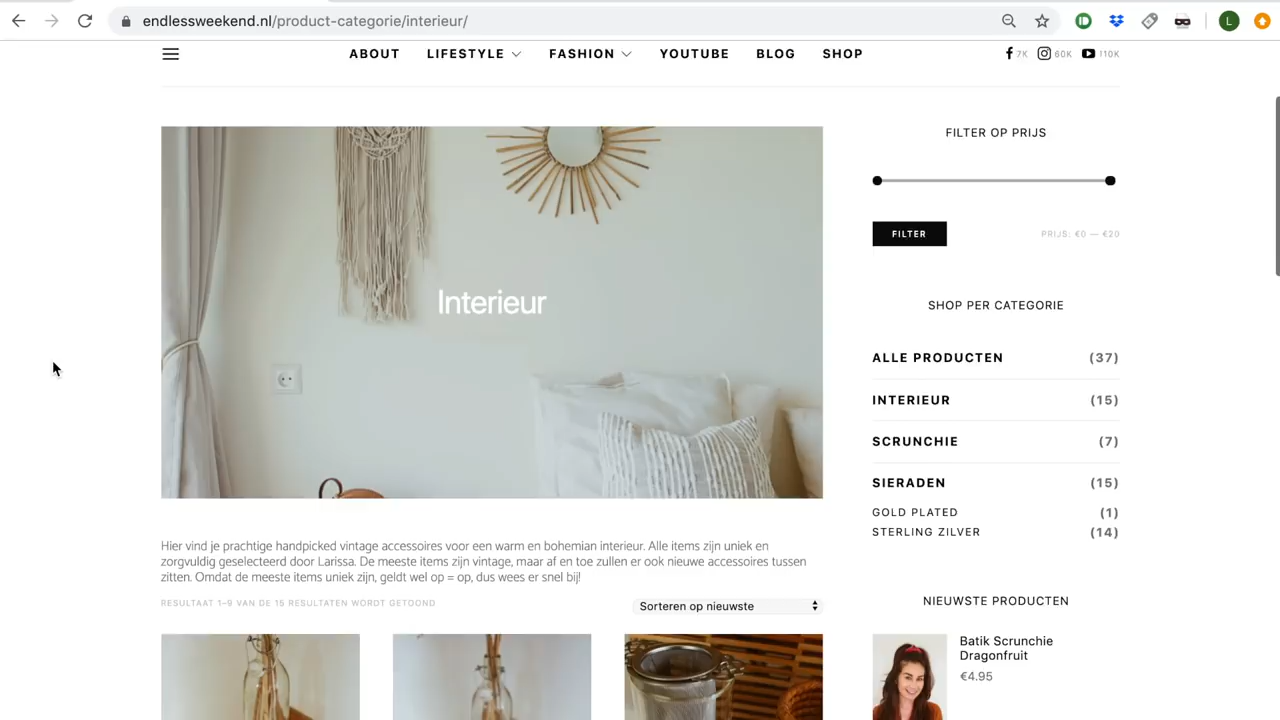 endlessweekend.nl/product-categorie/interieur/
L
ABOUT LIFESTYLE FASHION YOUTUBE BLOG SHOP 7K 60K 110K
FILTER OP PRIJS
FILTER PRIJS: €0 — €20
Interieur
SHOP PER CATEGORIE
ALLE PRODUCTEN (37)
INTERIEUR (15)
SCRUNCHIE (7)
SIERADEN (15)
GOLD PLATED (1)
STERLING ZILVER (14)
Hier vind je prachtige handpicked vintage accessoires voor een warm en bohemian interieur. Alle items zijn uniek en
zorgvuldig geselecteerd door Larissa. De meeste items zijn vintage, maar af en toe zullen er ook nieuwe accessoires tussen
zitten. Omdat de meeste items uniek zijn, geldt wel op = op, dus wees er snel bij!
RESULTAAT 1–9 VAN DE 15 RESULTATEN WORDT GETOOND
Sorteren op nieuwste
NIEUWSTE PRODUCTEN
Batik Scrunchie
Dragonfruit
€4.95